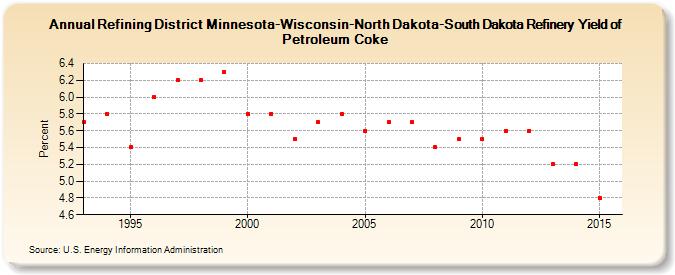 Annual Refining District Minnesota-Wisconsin-North Dakota-South Dakota Refinery Yield of
Petroleum Coke
Percent
6.4
6.2
6.0
5.8
5.6
5.4
5.2
5.0
4.8
4.6
1995 2000 2005 2010 2015
Source: U.S. Energy Information Administration